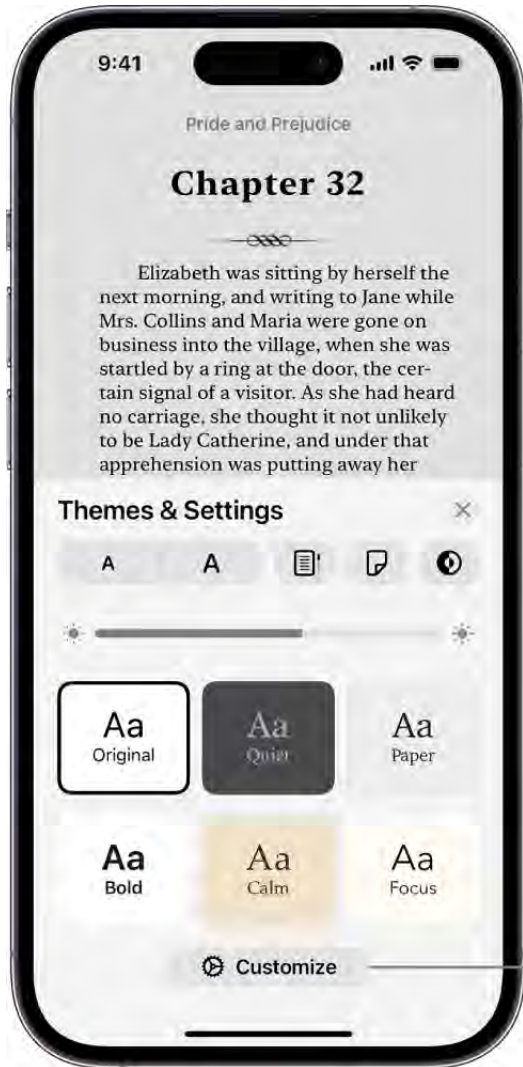 9:41
Pride and Prejudice
Chapter 32
Elizabeth was sitting by herself the
next morning, and writing to Jane while
Mrs. Collins and Maria were gone on
business into the village, when she was
startled by a ring at the door, the cer-
tain signal of a visitor. As she had heard
no carriage, she thought it not unlikely
to be Lady Catherine, and under that
apprehension was putting away her
Themes & Settings
A A
Aa Aa Aa
Original Quiet Paper
Aa Aa Aa
Bold Calm Focus
Customize